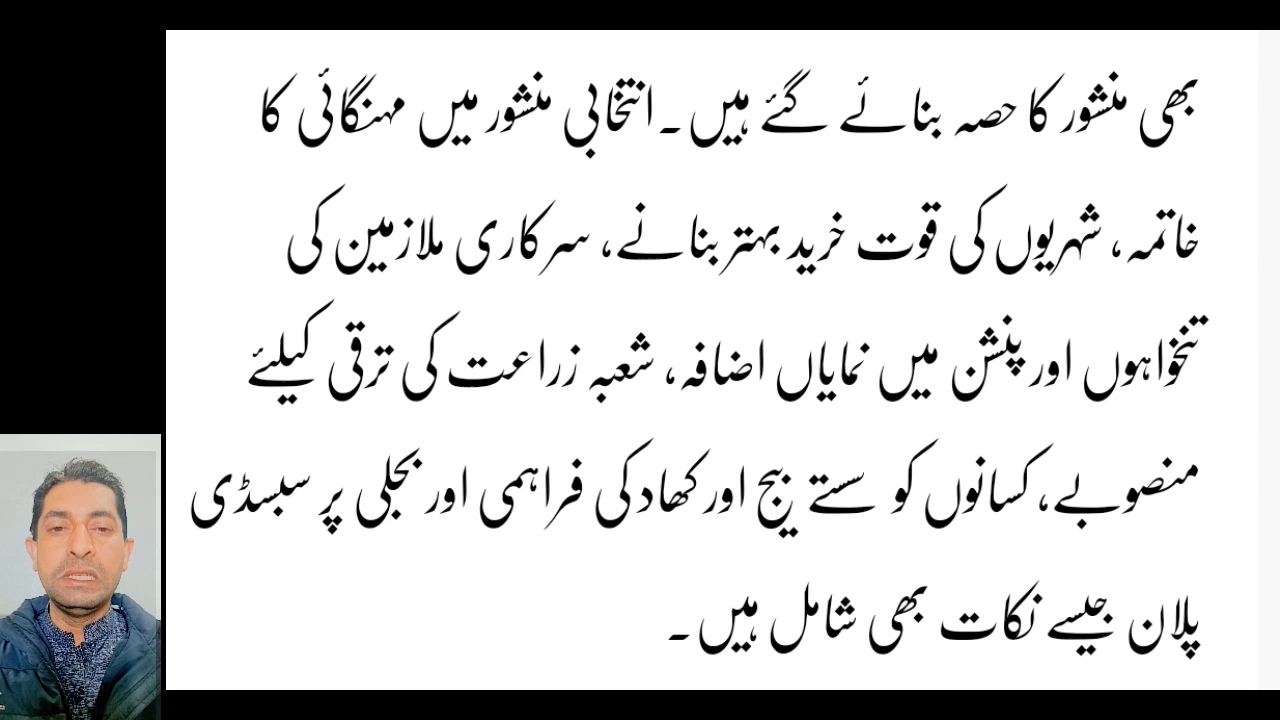 بھی منشور کا حصہ بنائے گئے ہیں۔ انتخابی منشور میں مہنگائی کا
خاتمہ، شہریوں کی قوت خرید بہتر بنانے، سرکاری ملازمین کی
تنخواہوں اور پنشن میں نمایاں اضافہ، شعبہ زراعت کی ترقی کیلئے
منصوبے، کسانوں کو سستے بیج اور کھاد کی فراہمی اور بجلی پر سبسڈی
پلان جیسے نکات بھی شامل ہیں۔